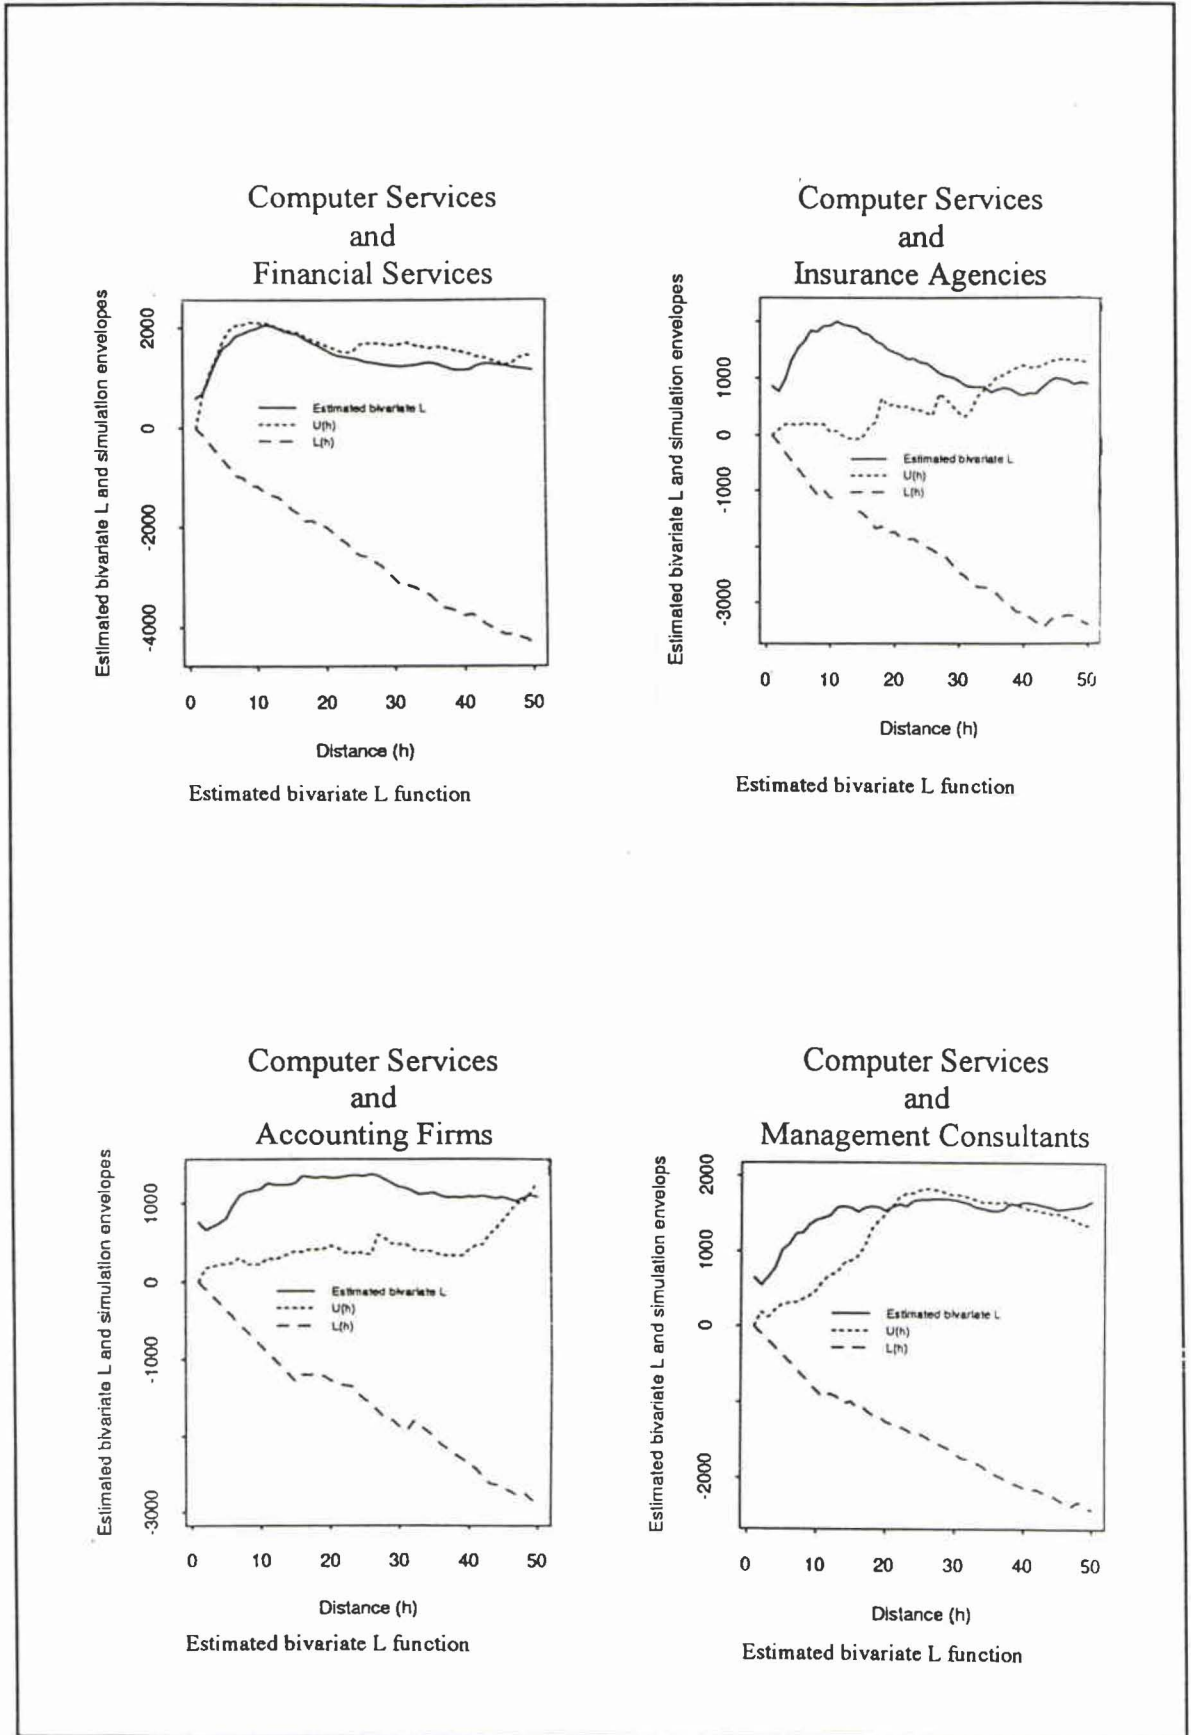 Computer Services
and
Financial Services
Estimated bivariate L and simulation envelopes
2000
0
-2000
-4000
Estimated bivariate L
U(h)
L(h)
0 10 20 30 40 50
Distance (h)
Estimated bivariate L function
Computer Services
and
Insurance Agencies
Estimated bivariate L and simulation envelopes
1000
0
-1000
-3000
Estimated bivariate L
U(h)
L(h)
0 10 20 30 40 50
Distance (h)
Estimated bivariate L function
Computer Services
and
Accounting Firms
Estimated bivariate L and simulation envelopes
1000
0
-1000
-3000
Estimated bivariate L
U(h)
L(h)
0 10 20 30 40 50
Distance (h)
Estimated bivariate L function
Computer Services
and
Management Consultants
Estimated bivariate L and simulation envelopes
2000
1000
0
-2000
Estimated bivariate L
U(h)
L(h)
0 10 20 30 40 50
Distance (h)
Estimated bivariate L function